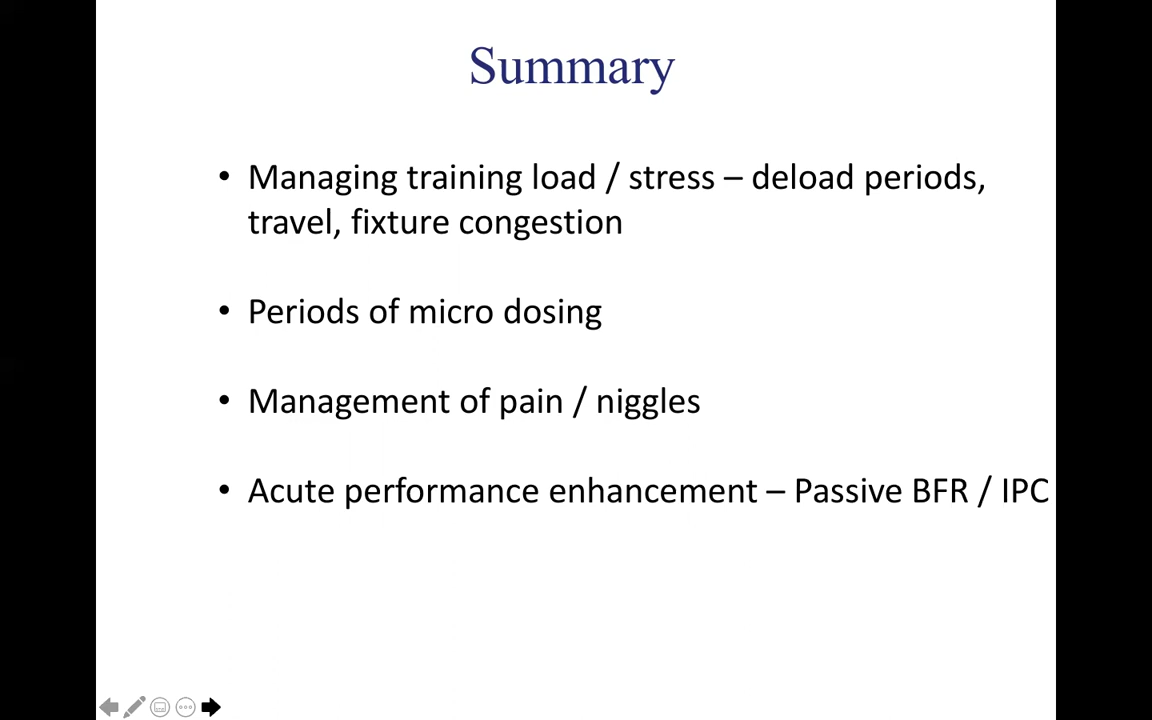 Summary
• Managing training load / stress – deload periods,
travel, fixture congestion
• Periods of micro dosing
• Management of pain / niggles
• Acute performance enhancement – Passive BFR / IPC